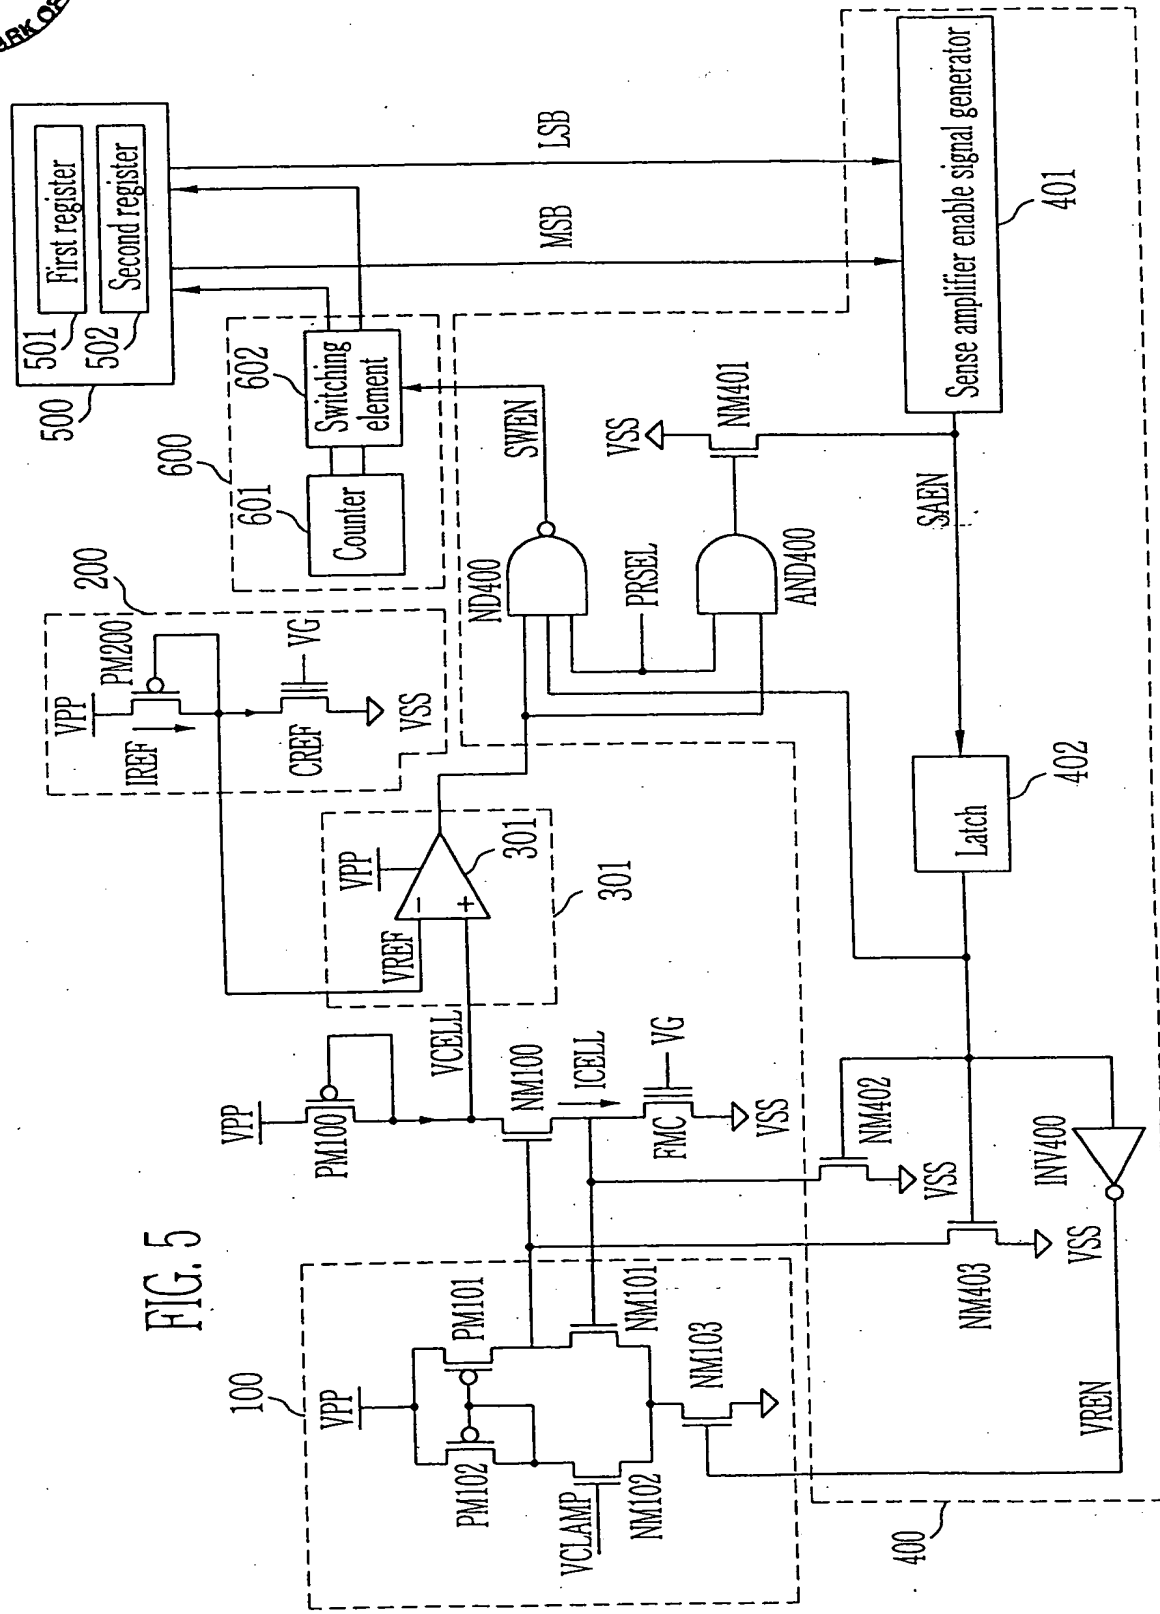 FIG. 5
100
VPP
PM102
PM101
VCLAMP
NM102
NM101
NM103
VPP
PM100
VCELL
NM100
ICELL
FMC
VG
VSS
VPP
VREF
−
+
301
301
200
VPP
PM200
IREF
VG
CREF
VSS
600
601
Counter
602
Switching
element
500
501
First register
502
Second register
SWEN
ND400
PRSEL
AND400
VSS
NM401
MSB
LSB
Sense amplifier enable signal generator
401
SAEN
Latch
402
NM402
VSS
NM403
VSS
INV400
VREN
400